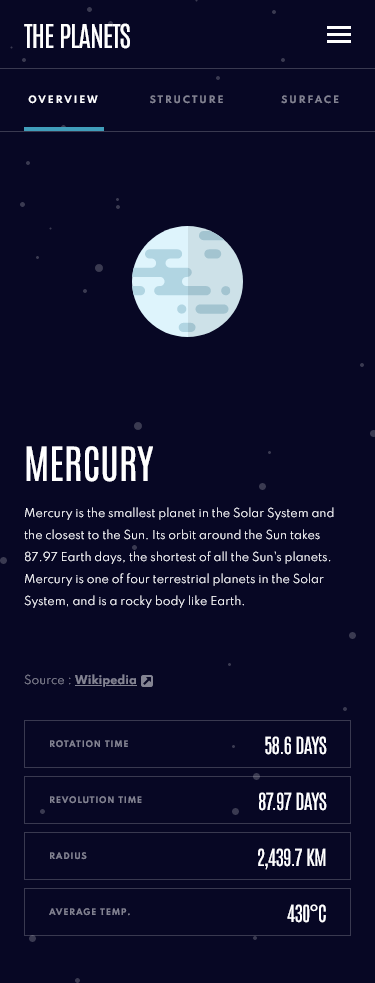 THE PLANETS
OVERVIEW STRUCTURE SURFACE
MERCURY
Mercury is the smallest planet in the Solar System and
the closest to the Sun. Its orbit around the Sun takes
87.97 Earth days, the shortest of all the Sun's planets.
Mercury is one of four terrestrial planets in the Solar
System, and is a rocky body like Earth.
Source : Wikipedia
ROTATION TIME 58.6 DAYS
REVOLUTION TIME 87.97 DAYS
RADIUS 2,439.7 KM
AVERAGE TEMP. 430°C